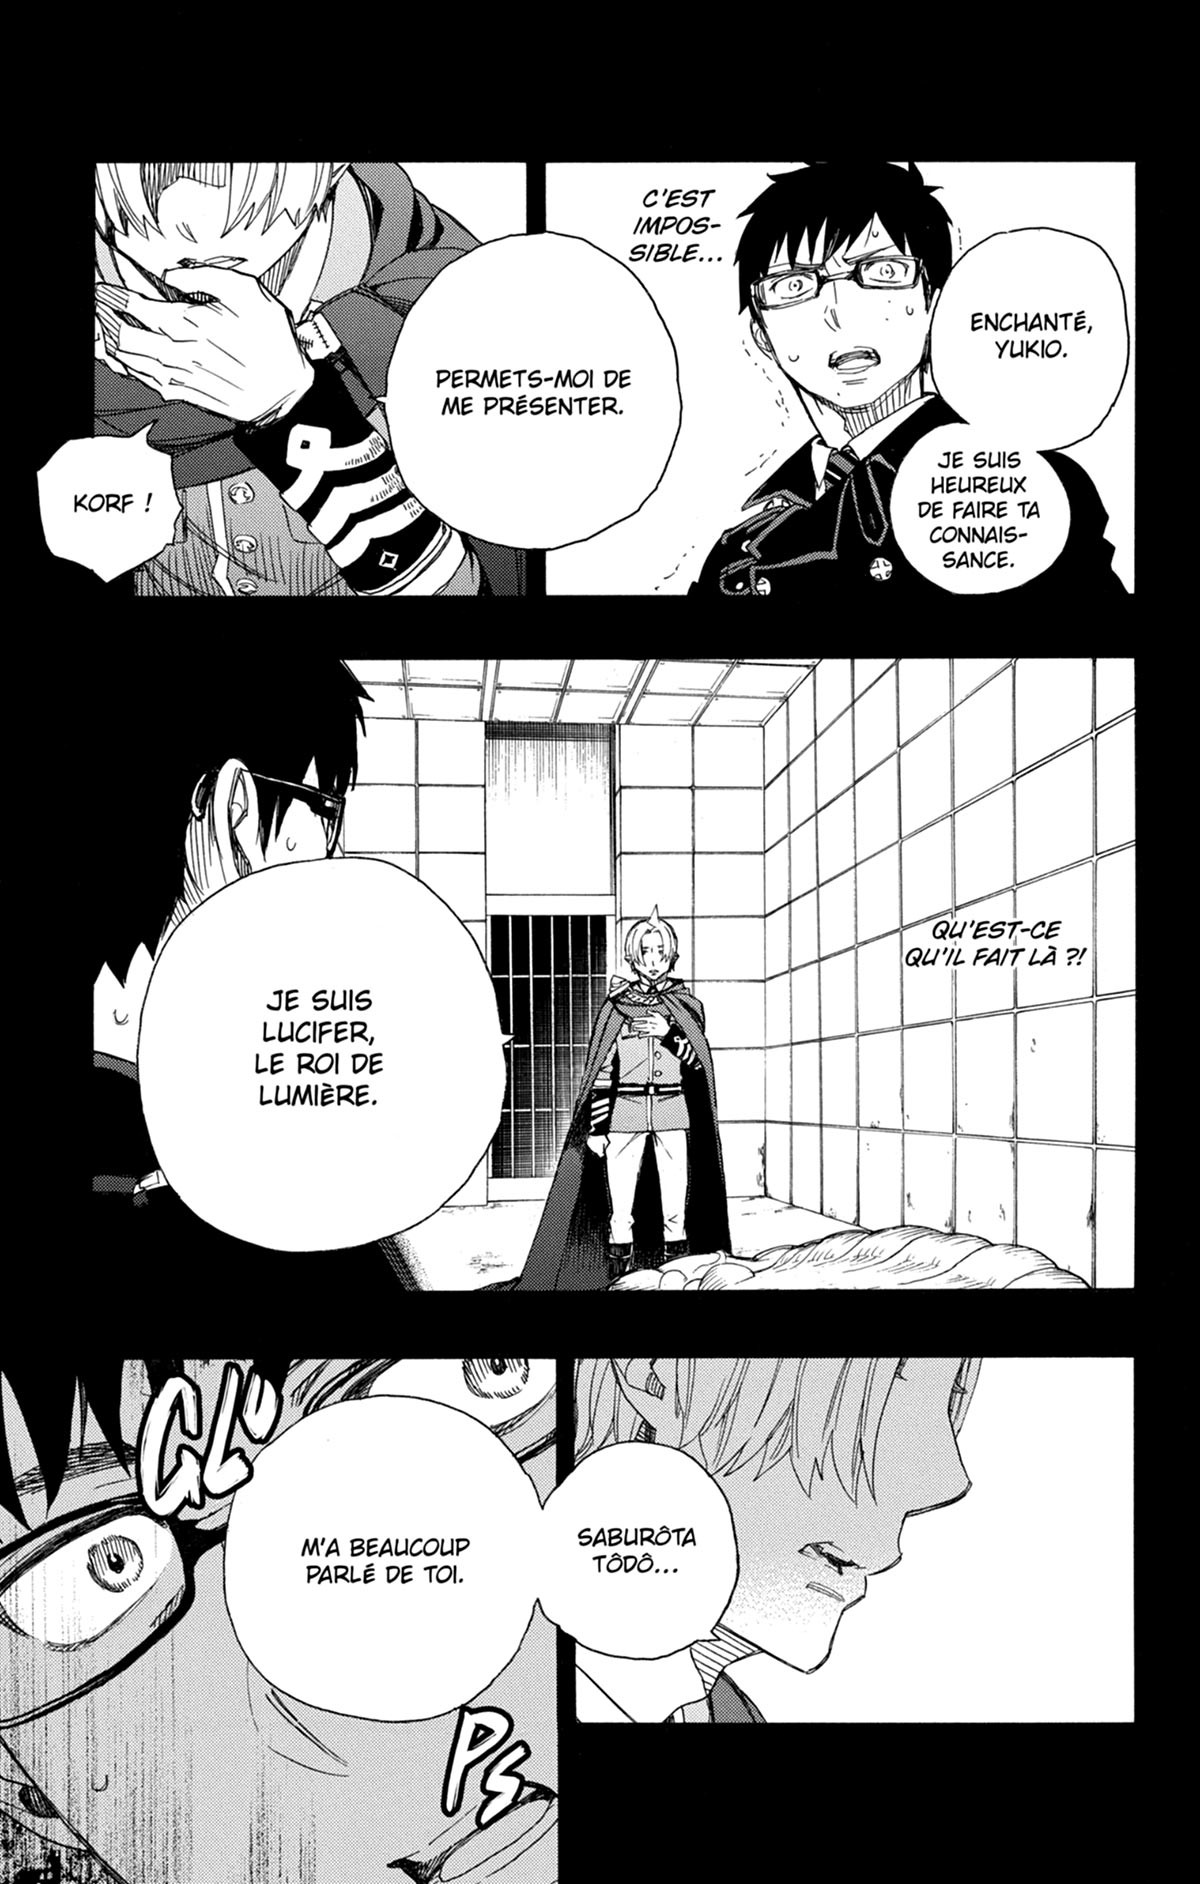 ENCHANTÉ,
YUKIO.
C'EST
IMPOS-
SIBLE...
JE SUIS
HEUREUX
DE FAIRE TA
CONNAIS-
SANCE.
PERMETS-MOI DE
ME PRÉSENTER.
KORF !
JE SUIS
LUCIFER,
LE ROI DE
LUMIÈRE.
QU'EST-CE
QU'IL FAIT LÀ ?!
SABURÔTA
TÔDÔ...
M'A BEAUCOUP
PARLÉ DE TOI.
GL
PS